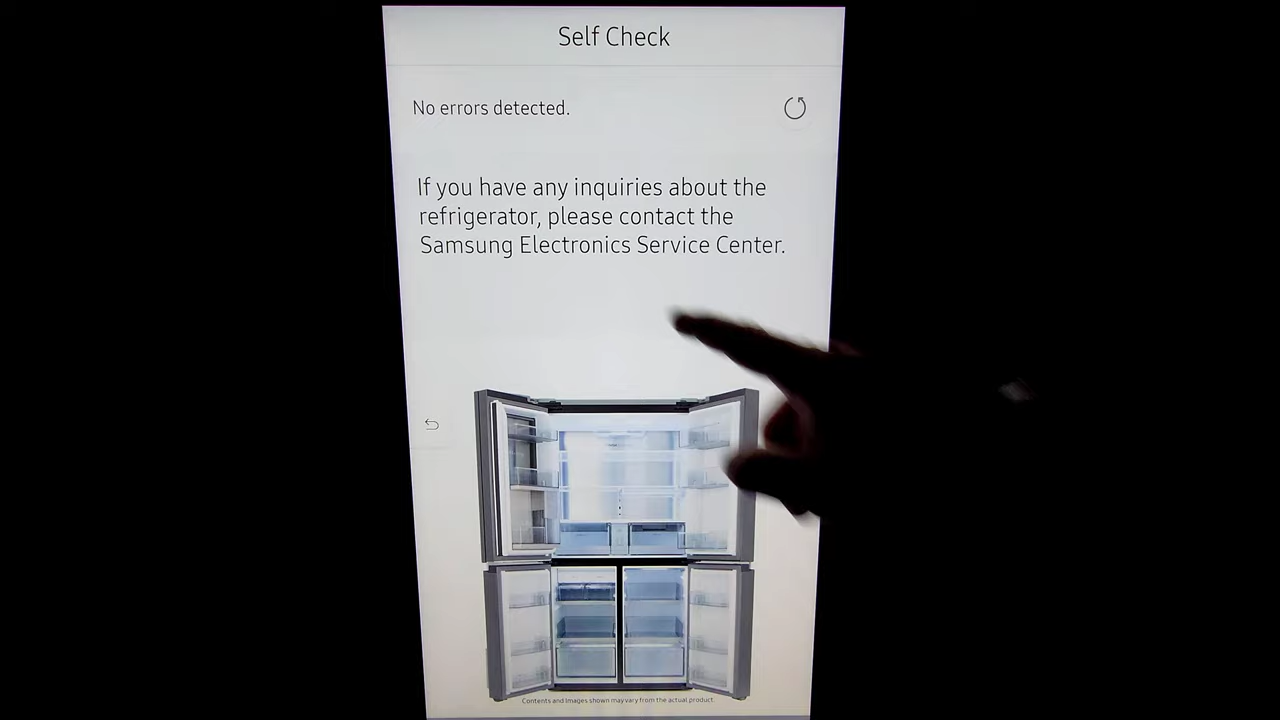 Self Check
No errors detected.
If you have any inquiries about the
refrigerator, please contact the
Samsung Electronics Service Center.
Contents and images shown may vary from the actual product.